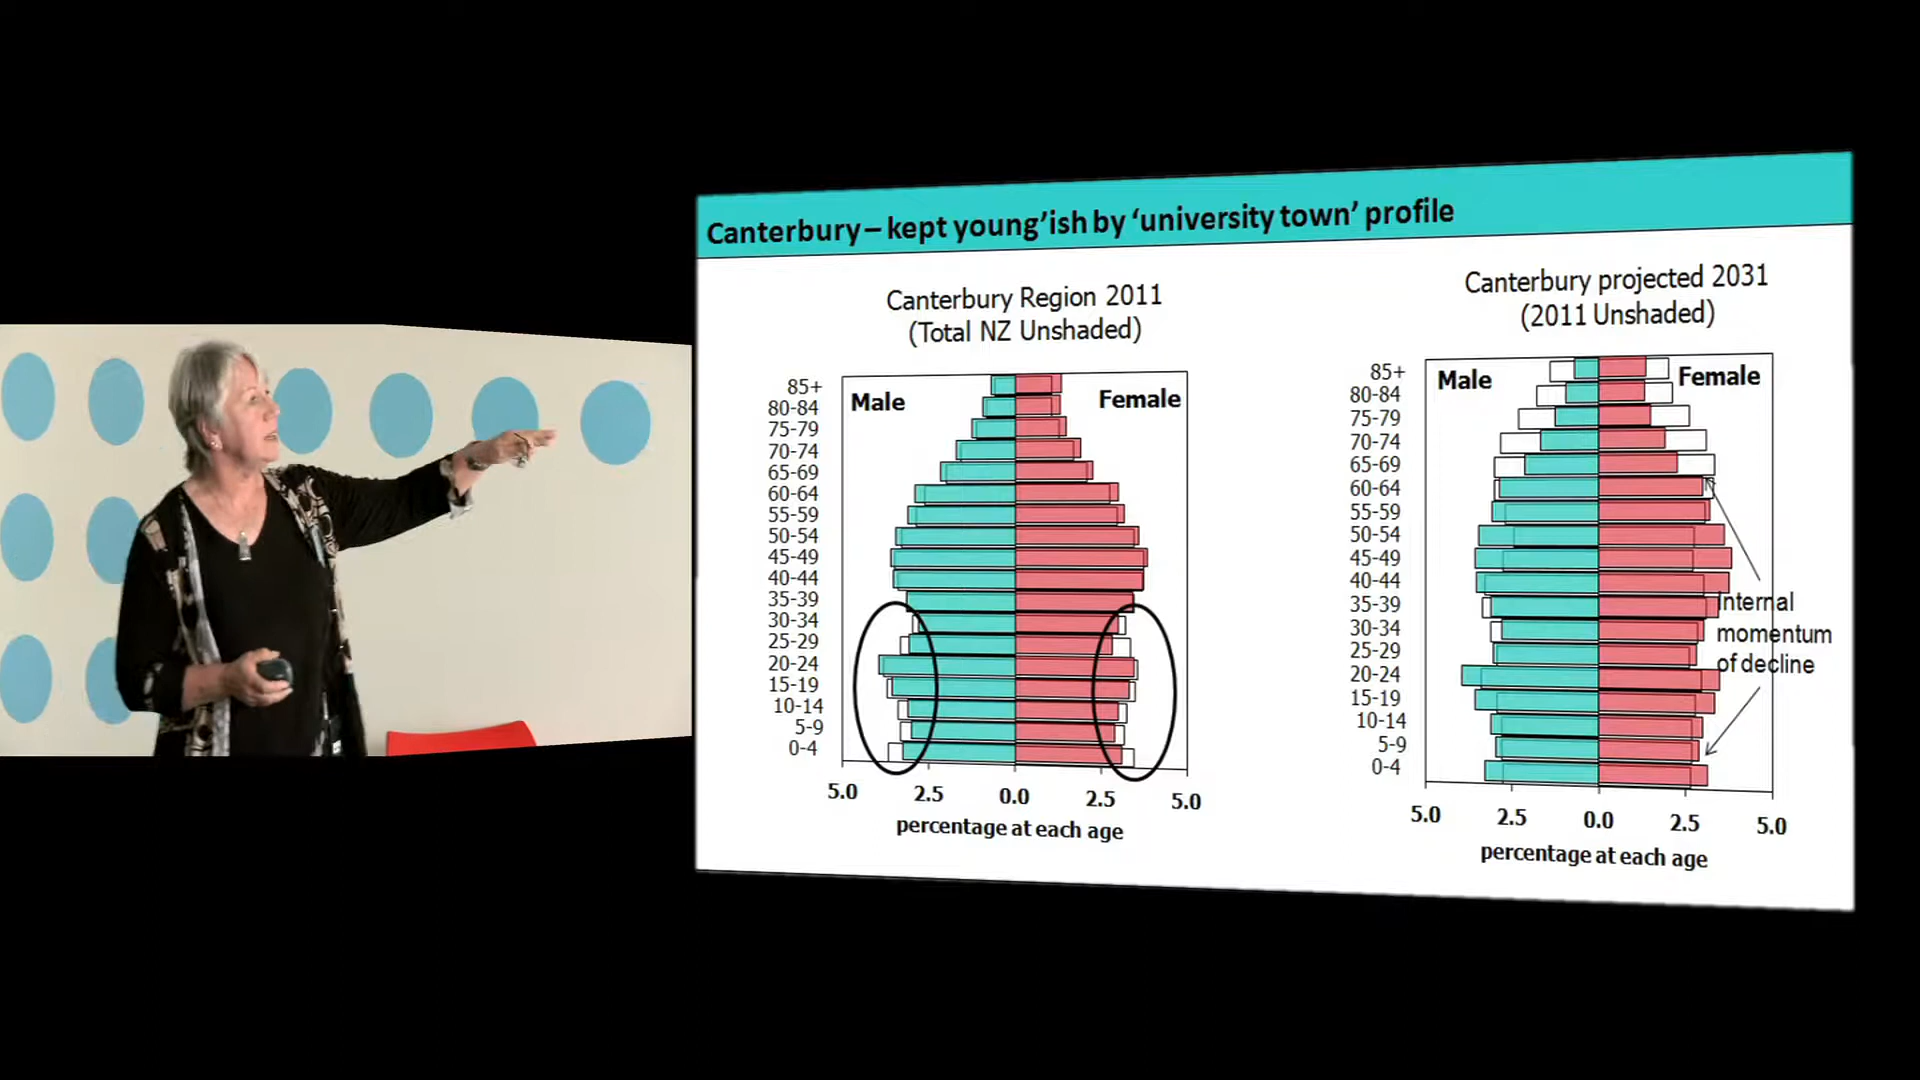 Canterbury – kept young'ish by 'university town' profile
Canterbury Region 2011
(Total NZ Unshaded)
Male
Female
85+
80-84
75-79
70-74
65-69
60-64
55-59
50-54
45-49
40-44
35-39
30-34
25-29
20-24
15-19
10-14
5-9
0-4
5.0 2.5 0.0 2.5 5.0
percentage at each age
Canterbury projected 2031
(2011 Unshaded)
Male
Female
85+
80-84
75-79
70-74
65-69
60-64
55-59
50-54
45-49
40-44
35-39
30-34
25-29
20-24
15-19
10-14
5-9
0-4
Internal
momentum
of decline
5.0 2.5 0.0 2.5 5.0
percentage at each age